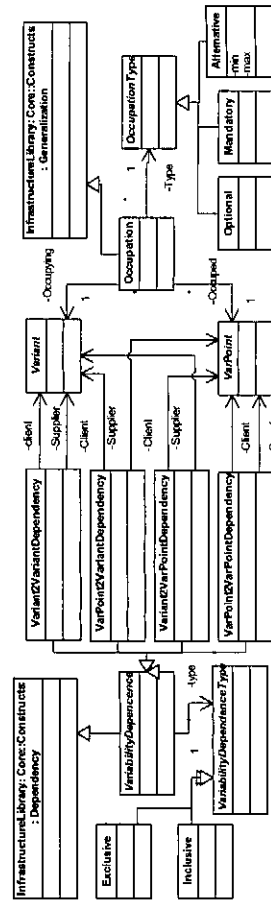 InfrastructureLibrary::Core::Constructs
: Dependency
Exclusive
Inclusive
VariabilityDependence
-type
1
VariabilityDependenceType
Variant2VariantDependency
VarPoint2VariantDependency
Variant2VarPointDependency
VarPoint2VarPointDependency
-client
-Supplier
-Client
-Supplier
-Client
-Supplier
-Client
Variant
VarPoint
-Occupying
1
-Occuped
1
*
*
InfrastructureLibrary::Core::Constructs
: Generalization
Occupation
*
-Type
1
OccupationType
Optional
Mandatory
Alternative
-min
-max